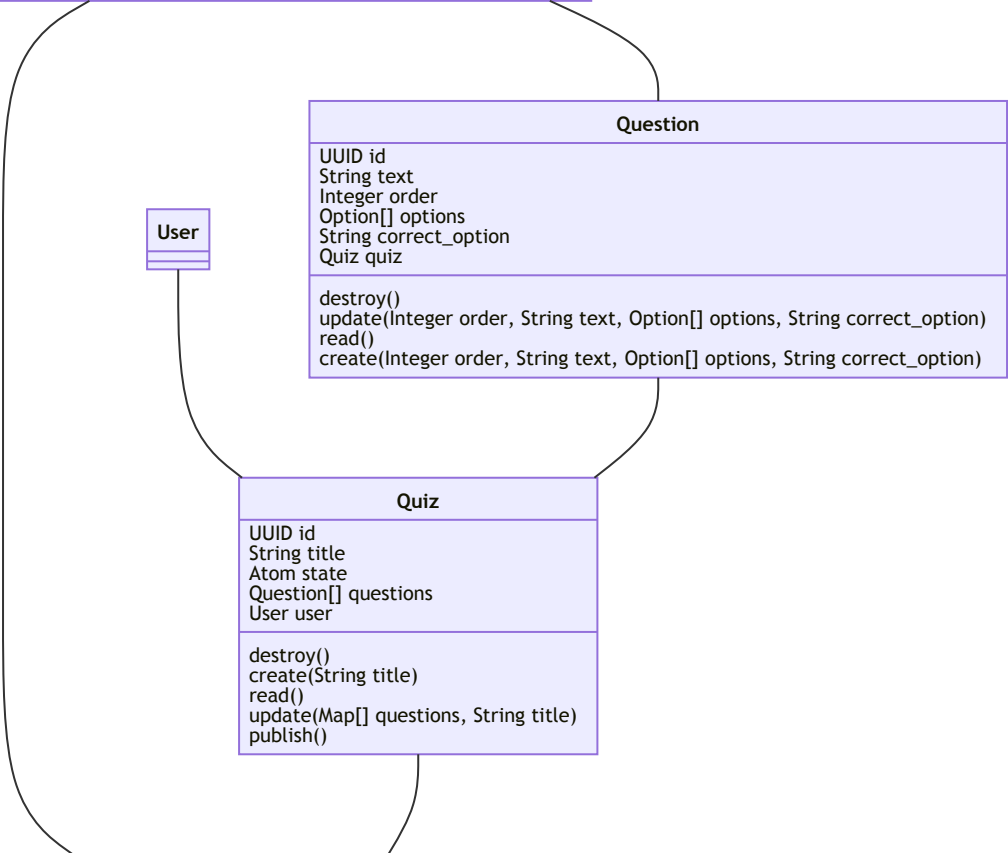 Question
UUID id
String text
Integer order
Option[] options
String correct_option
Quiz quiz
destroy()
update(Integer order, String text, Option[] options, String correct_option)
read()
create(Integer order, String text, Option[] options, String correct_option)
User
Quiz
UUID id
String title
Atom state
Question[] questions
User user
destroy()
create(String title)
read()
update(Map[] questions, String title)
publish()